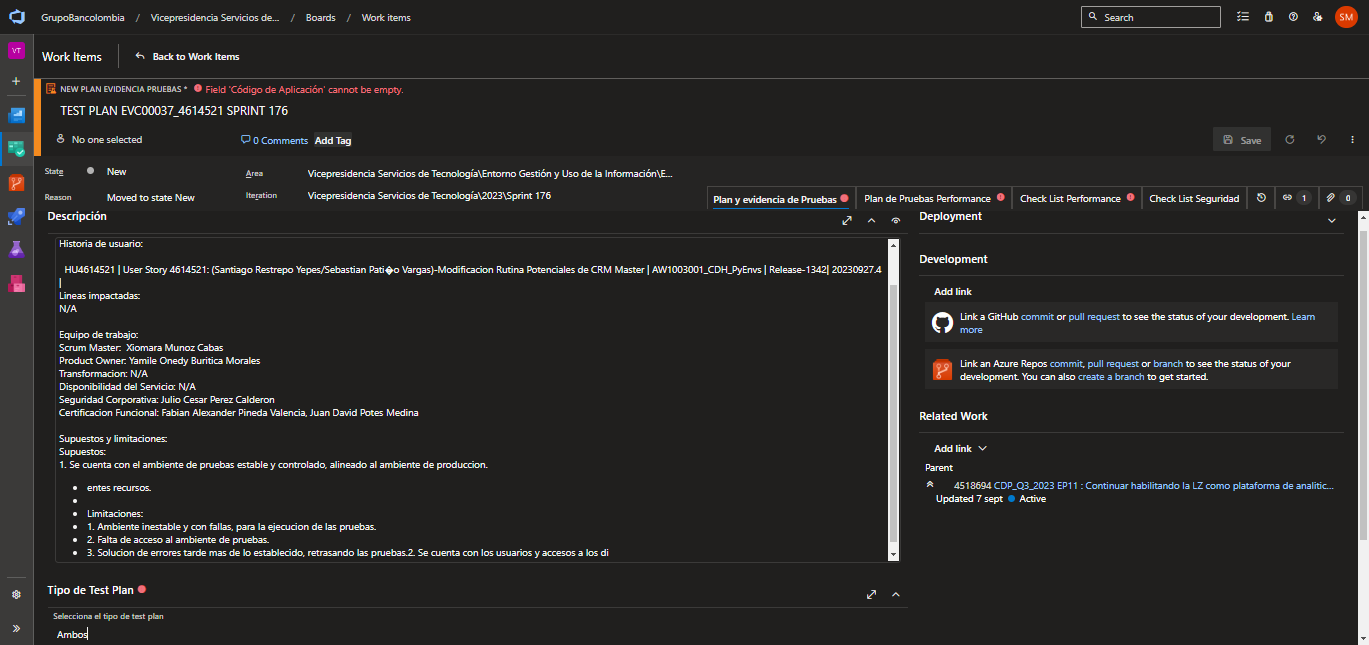 GrupoBancolombia / Vicepresidencia Servicios de... / Boards / Work items
Search
SM
VT
Work Items
Back to Work Items
NEW PLAN EVIDENCIA PRUEBAS * Field 'Código de Aplicación' cannot be empty.
TEST PLAN EVC00037_4614521 SPRINT 176
No one selected
0 Comments
Add Tag
Save
State
New
Area
Vicepresidencia Servicios de Tecnología\Entorno Gestión y Uso de la Información\E...
Reason
Moved to state New
Iteration
Vicepresidencia Servicios de Tecnología\2023\Sprint 176
Plan y evidencia de Pruebas
Plan de Pruebas Performance
Check List Performance
Check List Seguridad
1
0
Descripción
Historia de usuario:
HU4614521 | User Story 4614521: (Santiago Restrepo Yepes/Sebastian Pati�o Vargas)-Modificacion Rutina Potenciales de CRM Master | AW1003001_CDH_PyEnvs | Release-1342| 20230927.4
|
Lineas impactadas:
N/A
Equipo de trabajo:
Scrum Master: Xiomara Munoz Cabas
Product Owner: Yamile Onedy Buritica Morales
Transformacion: N/A
Disponibilidad del Servicio: N/A
Seguridad Corporativa: Julio Cesar Perez Calderon
Certificacion Funcional: Fabian Alexander Pineda Valencia, Juan David Potes Medina
Supuestos y limitaciones:
Supuestos:
1. Se cuenta con el ambiente de pruebas estable y controlado, alineado al ambiente de produccion.
• entes recursos.
•
• Limitaciones:
• 1. Ambiente inestable y con fallas, para la ejecucion de las pruebas.
• 2. Falta de acceso al ambiente de pruebas.
• 3. Solucion de errores tarde mas de lo establecido, retrasando las pruebas.2. Se cuenta con los usuarios y accesos a los di
Tipo de Test Plan
Selecciona el tipo de test plan
Ambos
Deployment
Development
Add link
Link a GitHub commit or pull request to see the status of your development. Learn
more
Link an Azure Repos commit, pull request or branch to see the status of your
development. You can also create a branch to get started.
Related Work
Add link
Parent
4518694 CDP_Q3_2023 EP11 : Continuar habilitando la LZ como plataforma de analitic...
Updated 7 sept Active